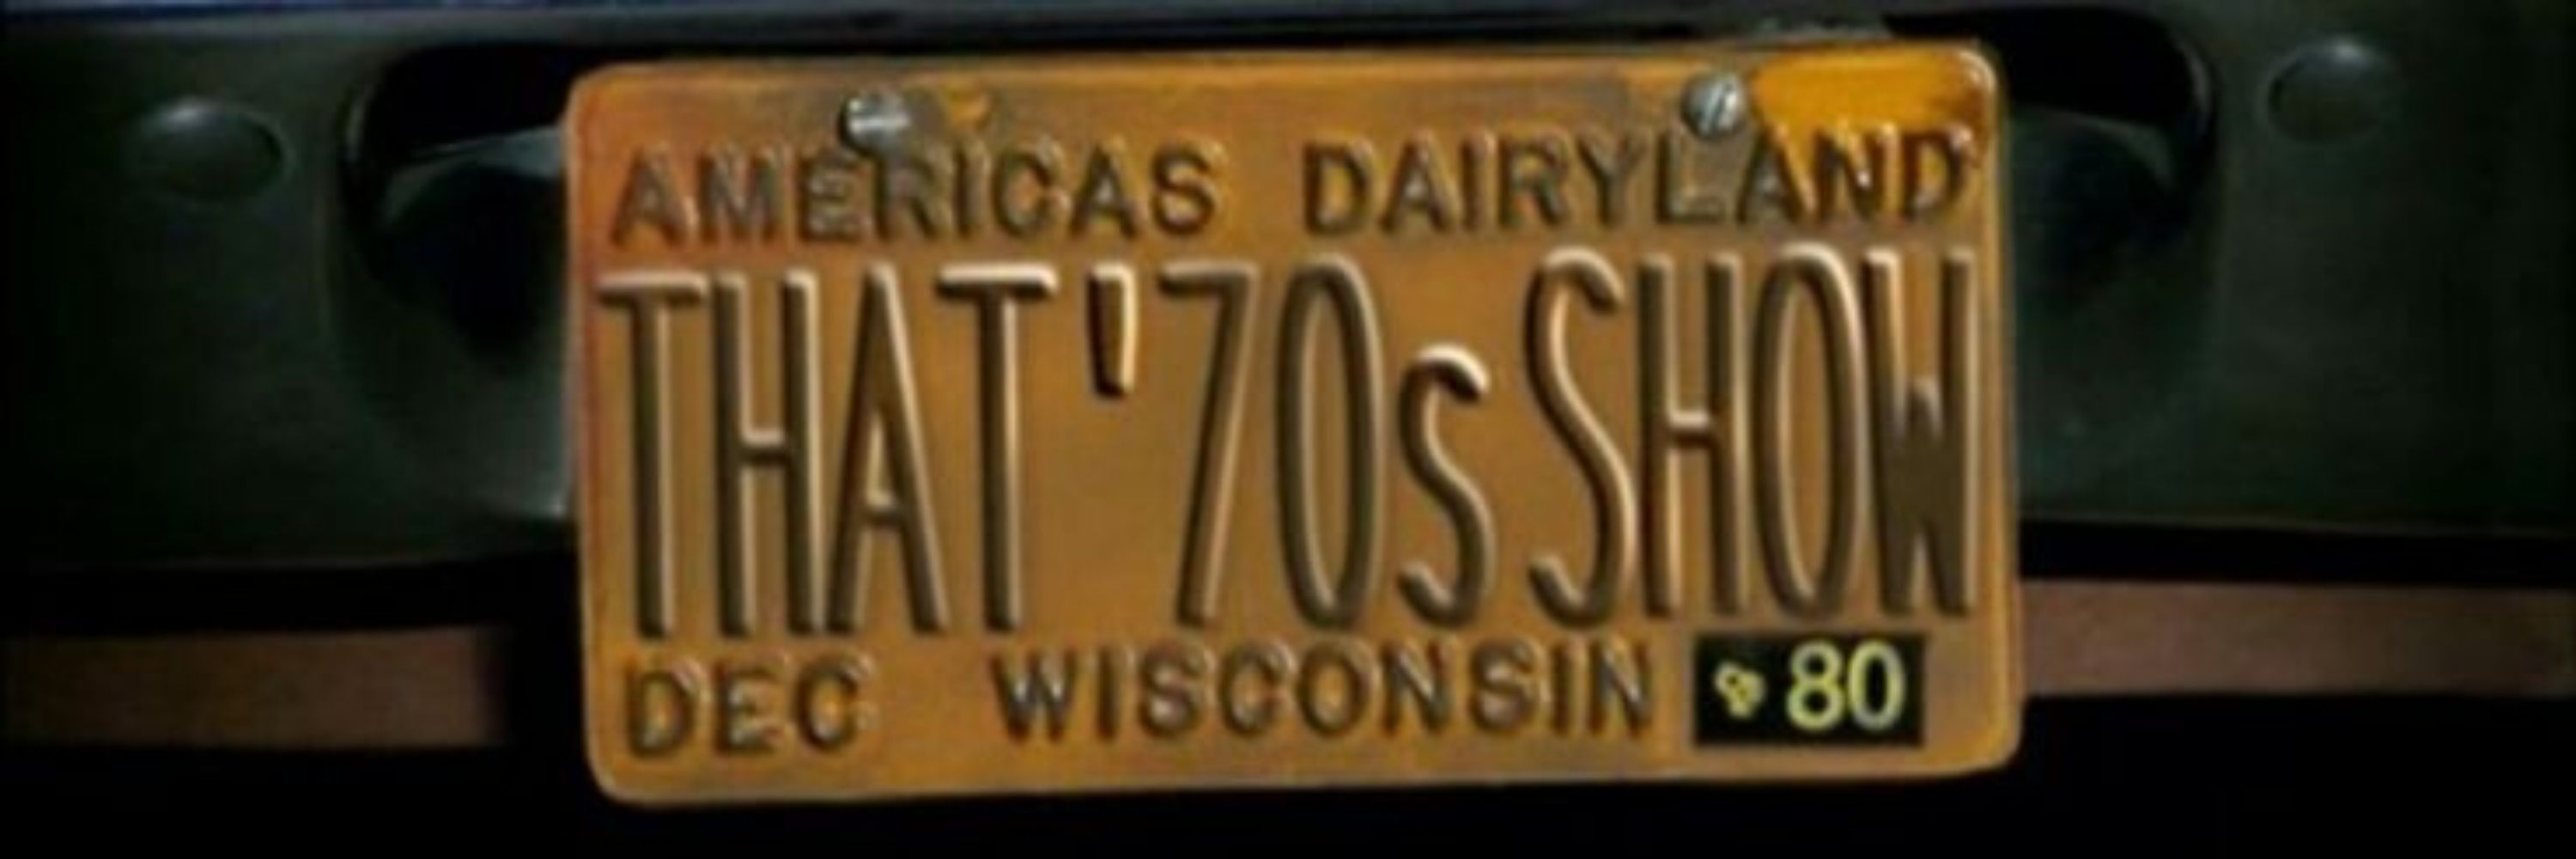 AMERICAS DAIRYLAND
THAT '70s SHOW
DEC WISCONSIN 80